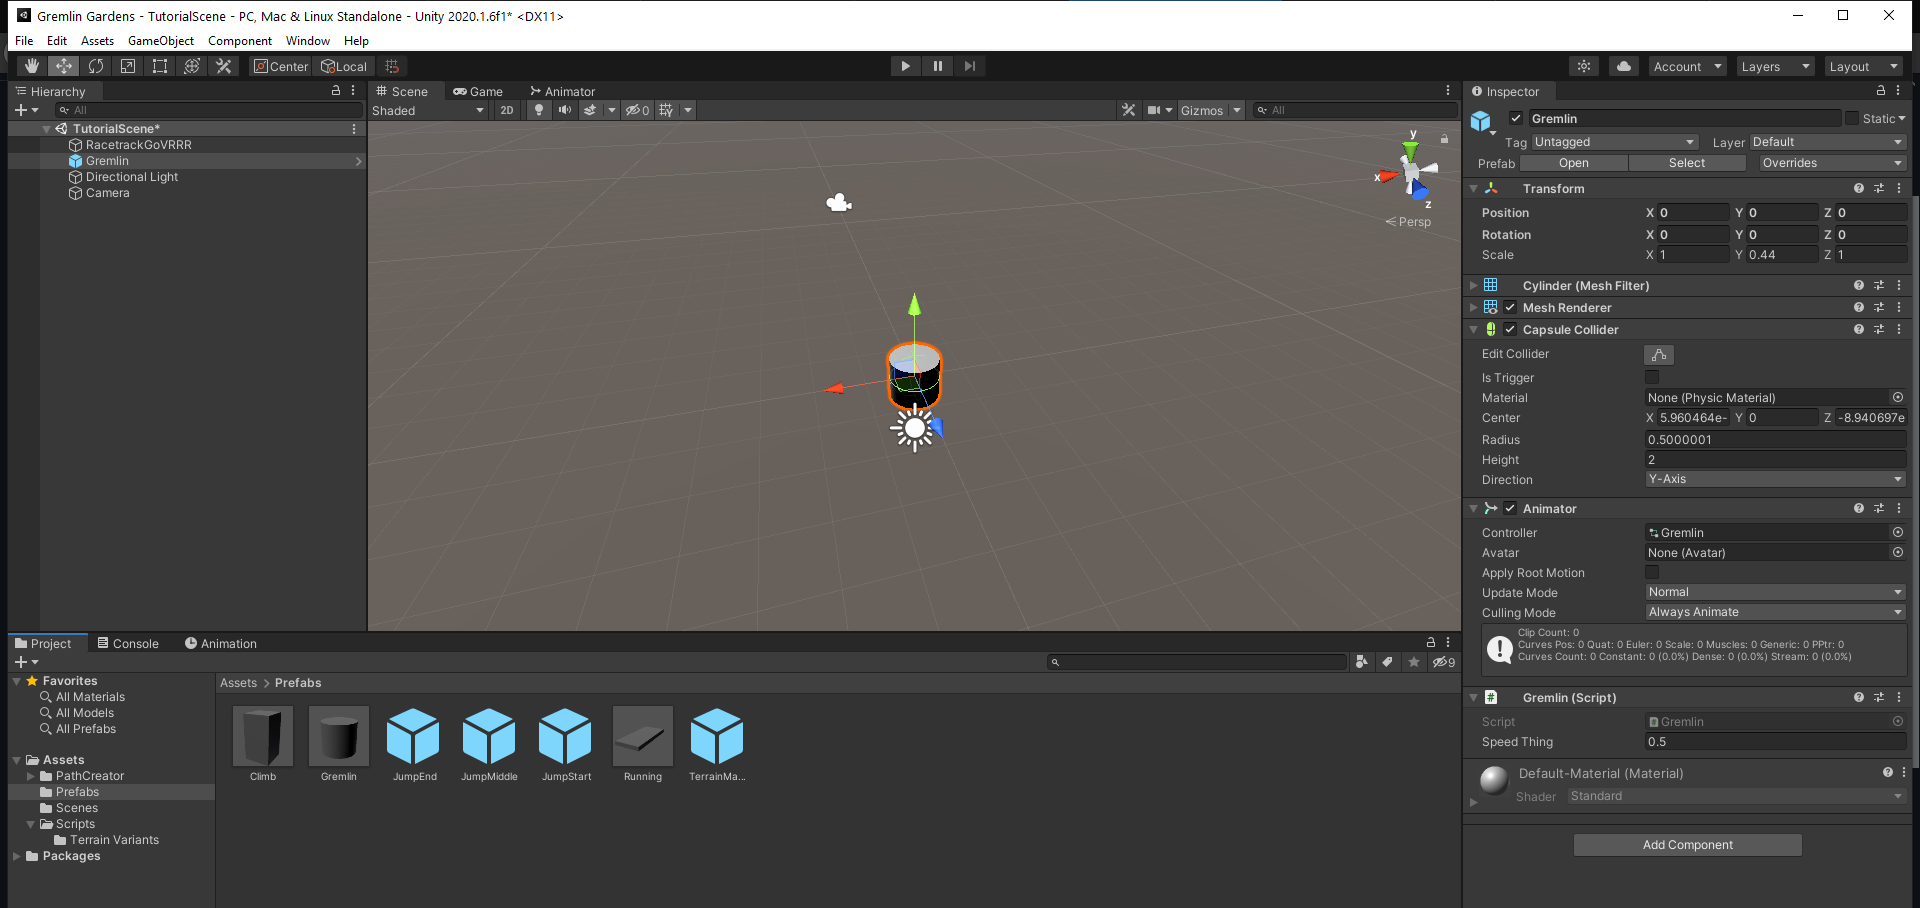 Gremlin Gardens - TutorialScene - PC, Mac & Linux Standalone - Unity 2020.1.6f1* <DX11>
File Edit Assets GameObject Component Window Help
Center Local Account Layers Layout
Hierarchy
All
TutorialScene*
RacetrackGoVRRR
Gremlin
Directional Light
Camera
Scene Game Animator
Shaded 2D 0 Gizmos All
y
x
z
Persp
Inspector
Gremlin Static
Tag Untagged Layer Default
Prefab Open Select Overrides
Transform
Position X 0 Y 0 Z 0
Rotation X 0 Y 0 Z 0
Scale X 1 Y 0.44 Z 1
Cylinder (Mesh Filter)
Mesh Renderer
Capsule Collider
Edit Collider
Is Trigger
Material None (Physic Material)
Center X 5.960464e- Y 0 Z -8.940697e
Radius 0.5000001
Height 2
Direction Y-Axis
Animator
Controller Gremlin
Avatar None (Avatar)
Apply Root Motion
Update Mode Normal
Culling Mode Always Animate
Clip Count: 0
Curves Pos: 0 Quat: 0 Euler: 0 Scale: 0 Muscles: 0 Generic: 0 PPtr: 0
Curves Count: 0 Constant: 0 (0.0%) Dense: 0 (0.0%) Stream: 0 (0.0%)
Gremlin (Script)
Script Gremlin
Speed Thing 0.5
Default-Material (Material)
Shader Standard
Add Component
Project Console Animation
9
Favorites
All Materials
All Models
All Prefabs
Assets
PathCreator
Prefabs
Scenes
Scripts
Terrain Variants
Packages
Assets > Prefabs
Climb Gremlin JumpEnd JumpMiddle JumpStart Running TerrainMa...